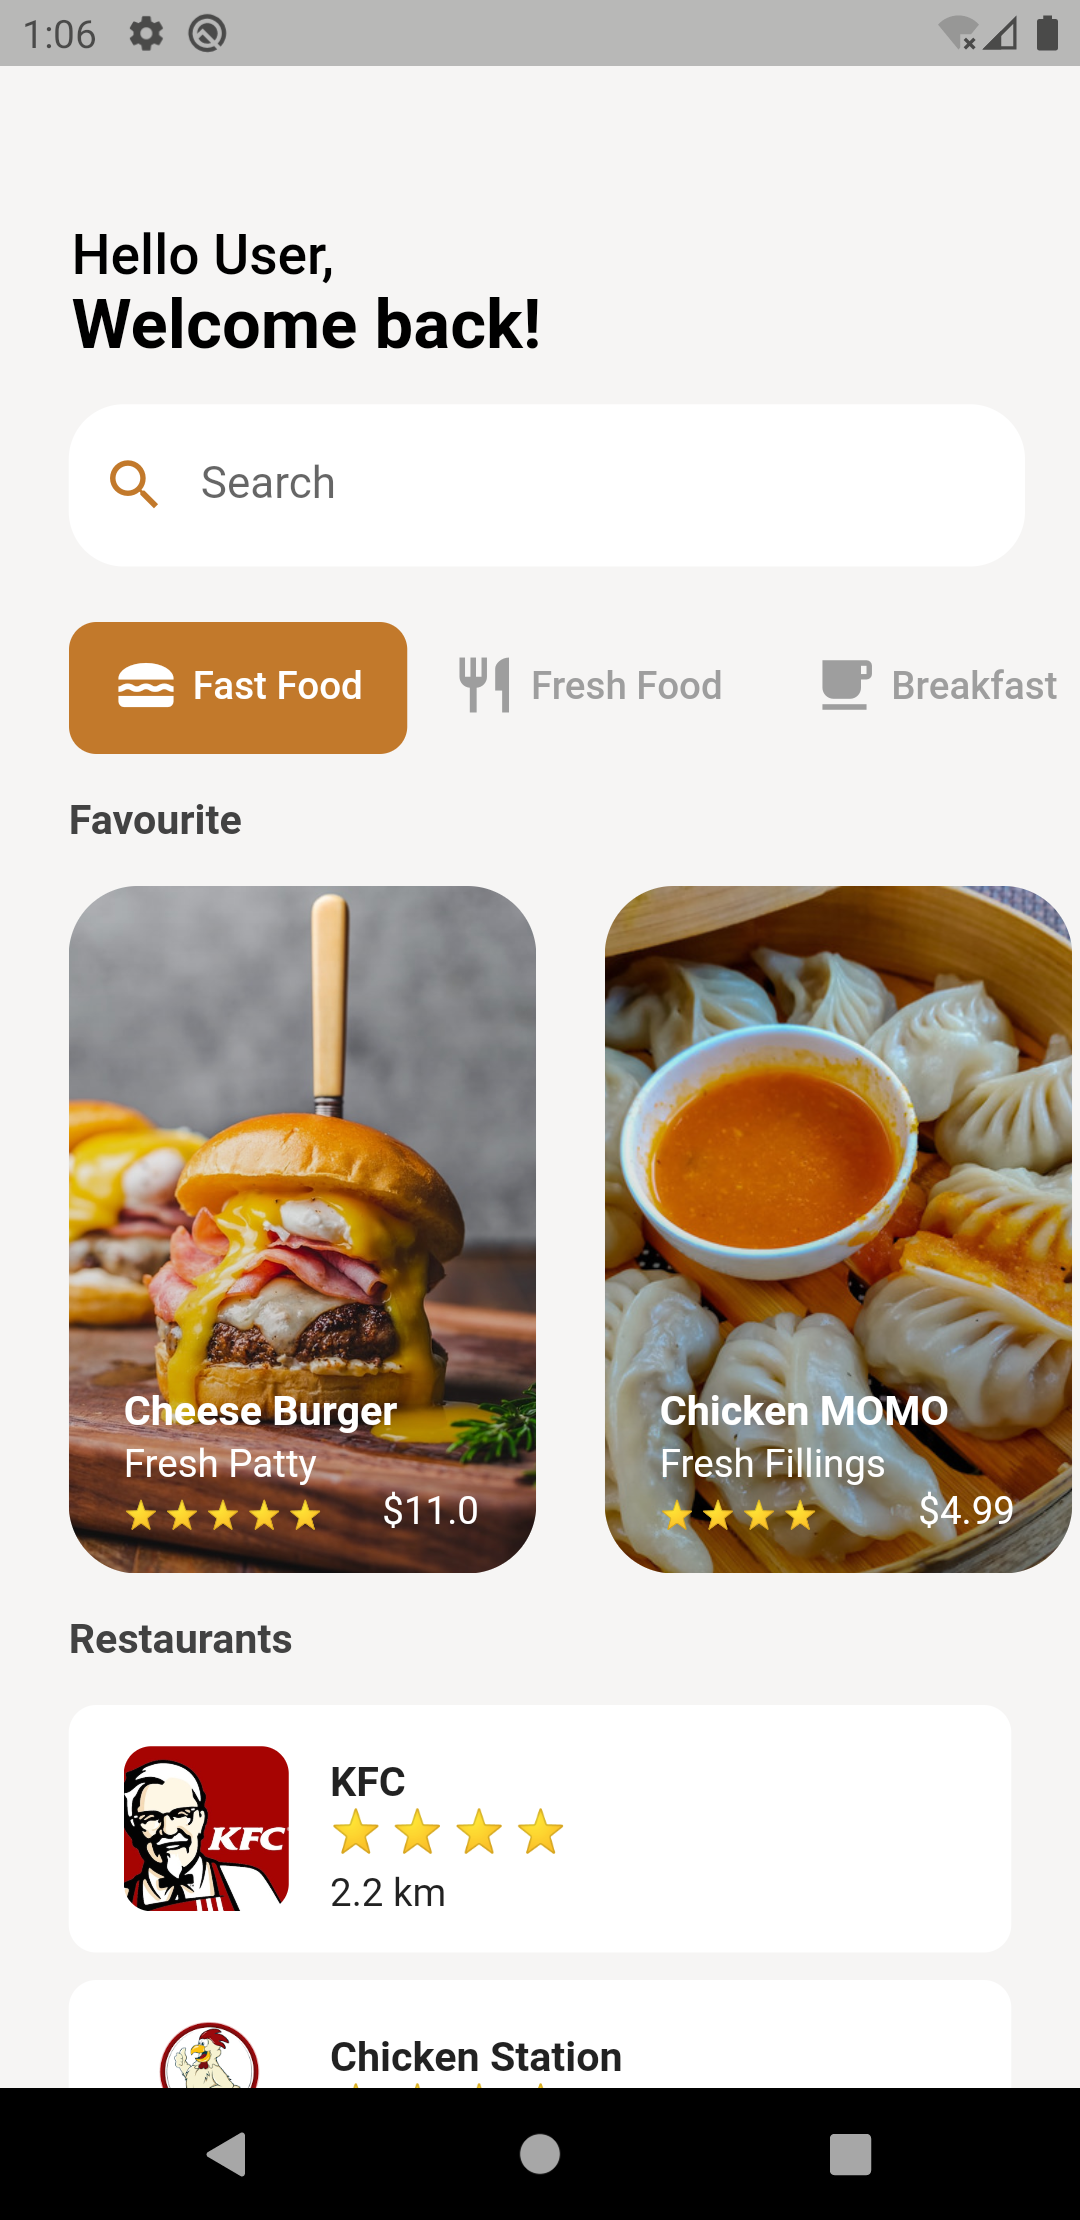 1:06
Hello User,
Welcome back!
Search
Fast Food
Fresh Food
Breakfast
Favourite
Cheese Burger
Fresh Patty
$11.0
Chicken MOMO
Fresh Fillings
$4.99
Restaurants
KFC
KFC
2.2 km
Chicken Station